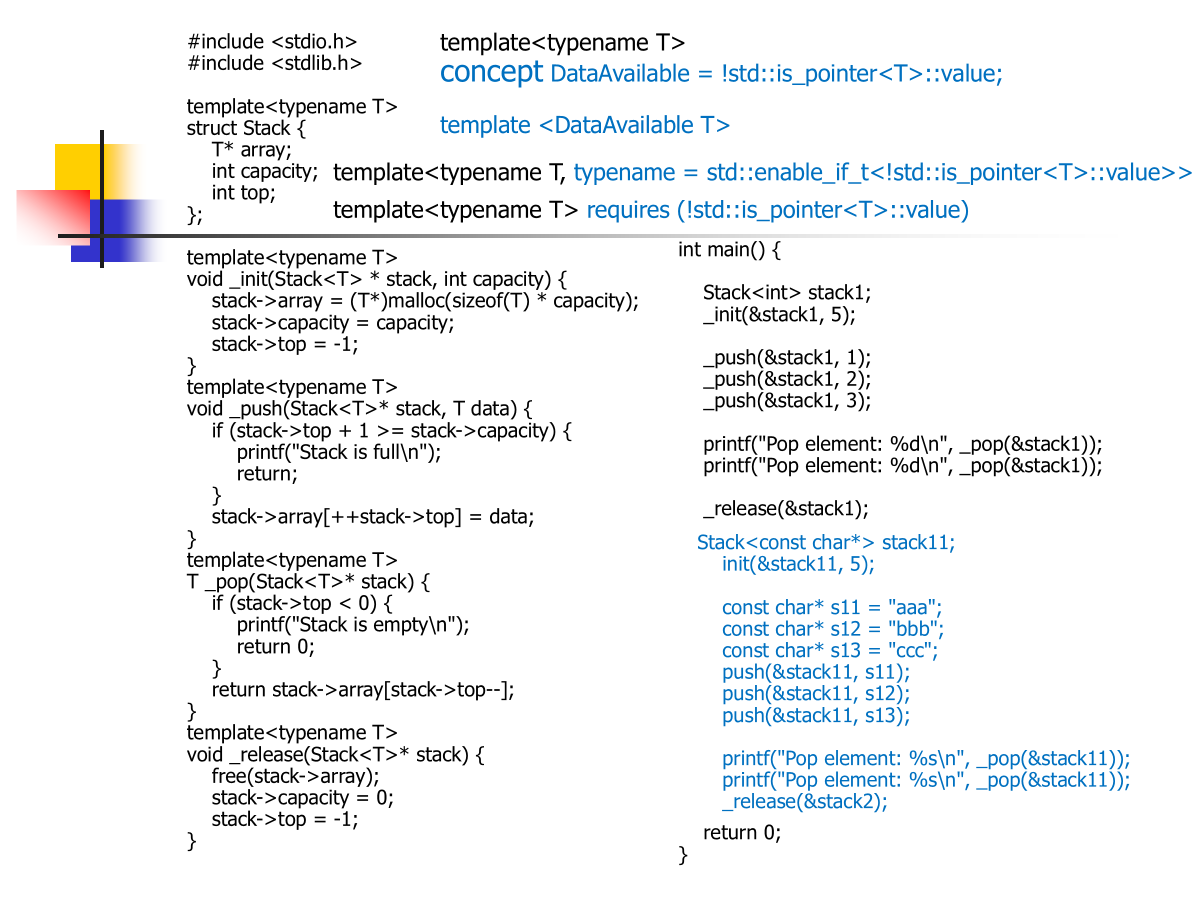 #include <stdio.h>
#include <stdlib.h>
template<typename T>
struct Stack {
T* array;
int capacity;
int top;
};
template<typename T>
concept DataAvailable = !std::is_pointer<T>::value;
template <DataAvailable T>
template<typename T, typename = std::enable_if_t<!std::is_pointer<T>::value>>
template<typename T> requires (!std::is_pointer<T>::value)
template<typename T>
void _init(Stack<T> * stack, int capacity) {
stack->array = (T*)malloc(sizeof(T) * capacity);
stack->capacity = capacity;
stack->top = -1;
}
template<typename T>
void _push(Stack<T>* stack, T data) {
if (stack->top + 1 >= stack->capacity) {
printf("Stack is full\n");
return;
}
stack->array[++stack->top] = data;
}
template<typename T>
T _pop(Stack<T>* stack) {
if (stack->top < 0) {
printf("Stack is empty\n");
return 0;
}
return stack->array[stack->top--];
}
template<typename T>
void _release(Stack<T>* stack) {
free(stack->array);
stack->capacity = 0;
stack->top = -1;
}
int main() {
Stack<int> stack1;
_init(&stack1, 5);
_push(&stack1, 1);
_push(&stack1, 2);
_push(&stack1, 3);
printf("Pop element: %d\n", _pop(&stack1));
printf("Pop element: %d\n", _pop(&stack1));
_release(&stack1);
Stack<const char*> stack11;
init(&stack11, 5);
const char* s11 = "aaa";
const char* s12 = "bbb";
const char* s13 = "ccc";
push(&stack11, s11);
push(&stack11, s12);
push(&stack11, s13);
printf("Pop element: %s\n", _pop(&stack11));
printf("Pop element: %s\n", _pop(&stack11));
_release(&stack2);
return 0;
}